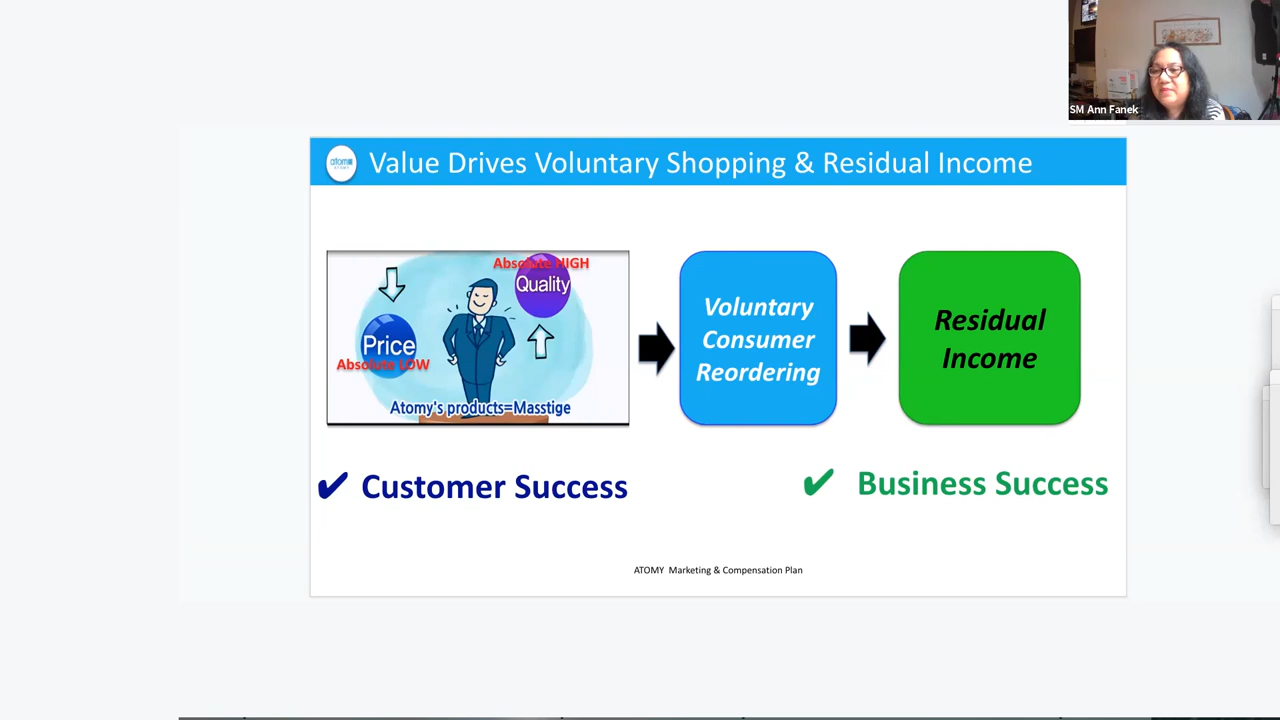 SM Ann Fanek
atomy
Value Drives Voluntary Shopping & Residual Income
Absolute HIGH
Quality
Price
Absolute LOW
Atomy's products=Masstige
Voluntary
Consumer
Reordering
Residual
Income
✔ Customer Success
✔ Business Success
ATOMY Marketing & Compensation Plan